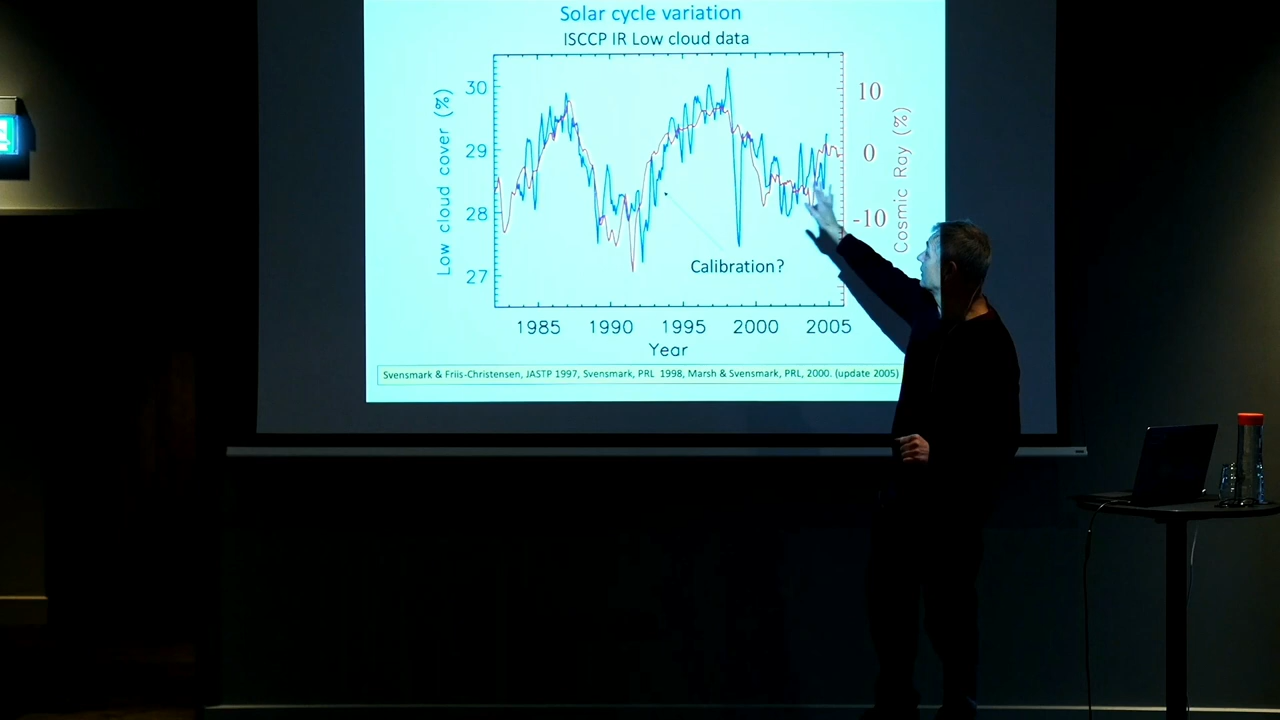 Solar cycle variation
ISCCP IR Low cloud data
Low cloud cover (%)
30
29
28
27
10
0
-10
Cosmic Ray (%)
Calibration?
1985 1990 1995 2000 2005
Year
Svensmark & Friis-Christensen, JASTP 1997, Svensmark, PRL 1998, Marsh & Svensmark, PRL, 2000. (update 2005)